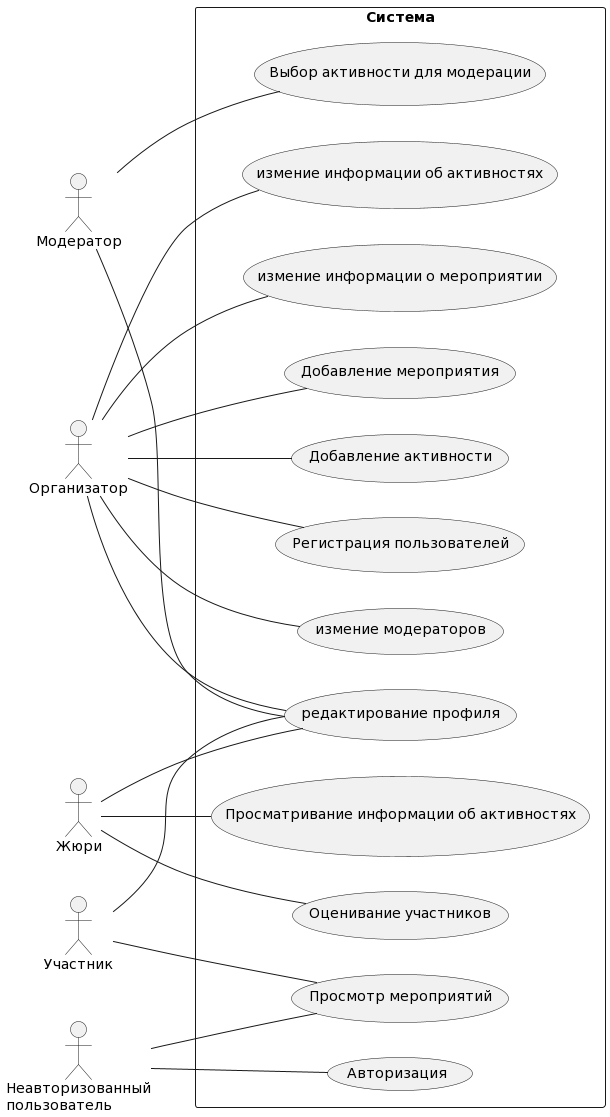 Система
Выбор активности для модерации
измение информации об активностях
Модератор
измение информации о мероприятии
Добавление мероприятия
Добавление активности
Организатор
Регистрация пользователей
измение модераторов
редактирование профиля
Просматривание информации об активностях
Жюри
Оценивание участников
Участник
Просмотр мероприятий
Авторизация
Неавторизованный
пользователь